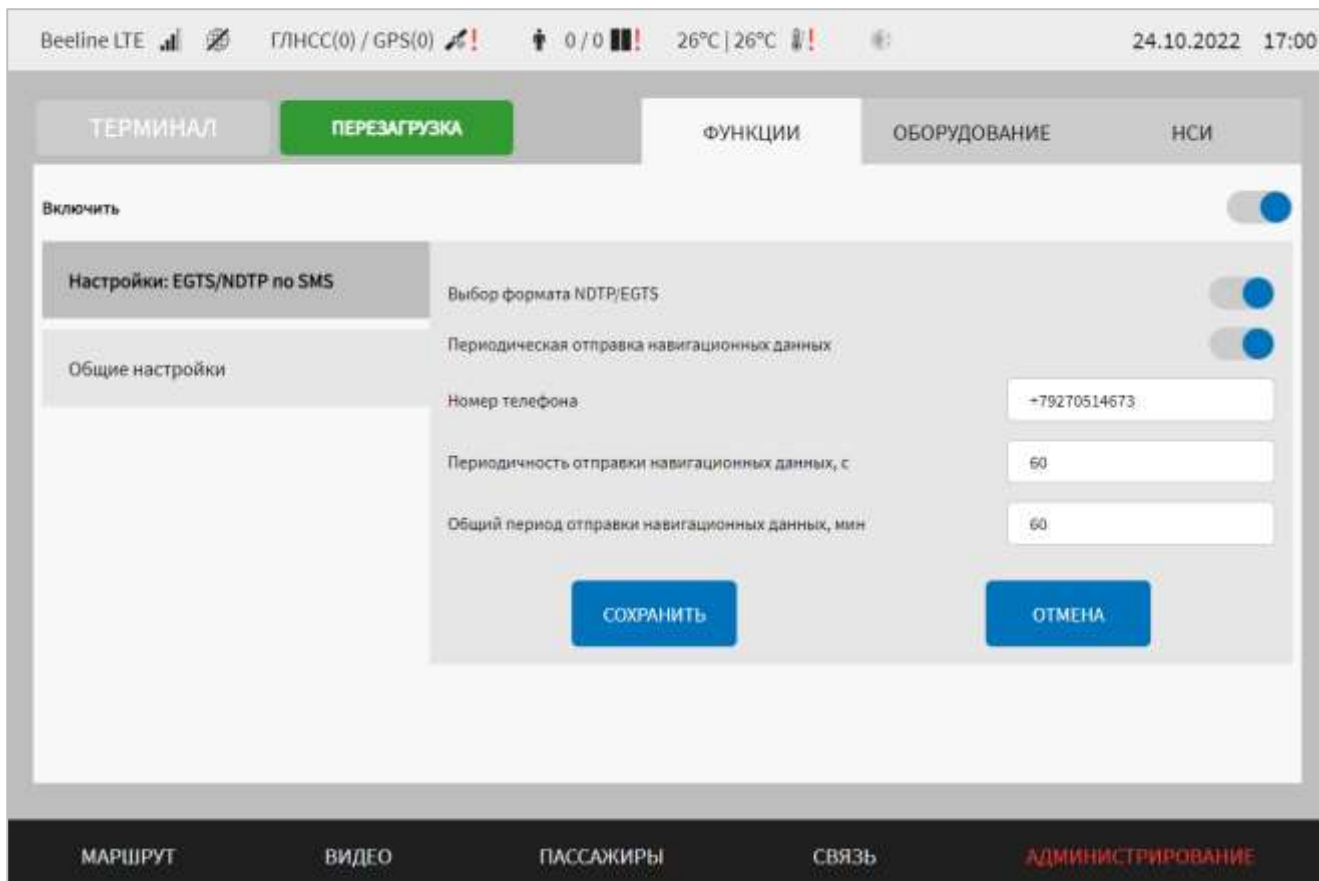 Beeline LTE ГЛНСС(0) / GPS(0) ! 0 / 0 ! 26°C | 26°C ! 24.10.2022 17:00
ТЕРМИНАЛ ПЕРЕЗАГРУЗКА ФУНКЦИИ ОБОРУДОВАНИЕ НСИ
Включить
Настройки: EGTS/NDTP по SMS
Общие настройки
Выбор формата NDTP/EGTS
Периодическая отправка навигационных данных
Номер телефона +79270514673
Периодичность отправки навигационных данных, с 60
Общий период отправки навигационных данных, мин 60
СОХРАНИТЬ ОТМЕНА
МАРШРУТ ВИДЕО ПАССАЖИРЫ СВЯЗЬ АДМИНИСТРИРОВАНИЕ